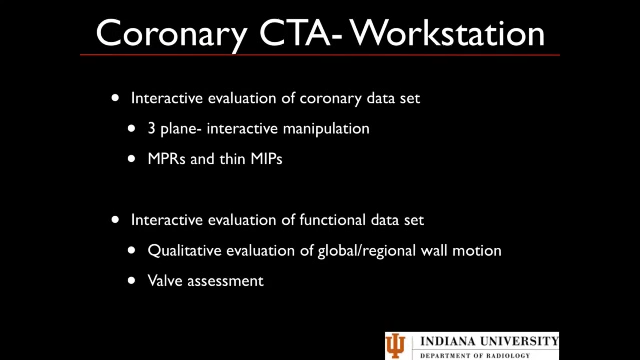 Coronary CTA- Workstation
• Interactive evaluation of coronary data set
• 3 plane- interactive manipulation
• MPRs and thin MIPs
• Interactive evaluation of functional data set
• Qualitative evaluation of global/regional wall motion
• Valve assessment
INDIANA UNIVERSITY
DEPARTMENT OF RADIOLOGY